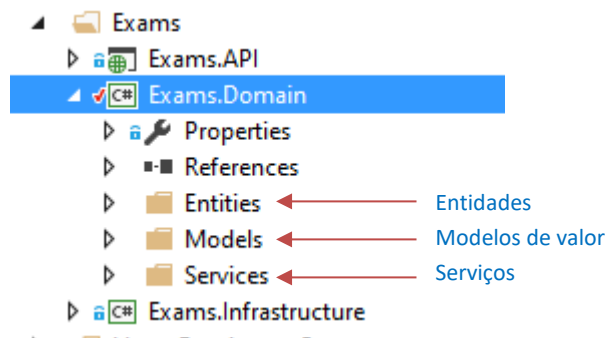 Exams
Exams.API
C# Exams.Domain
Properties
References
Entities Entidades
Models Modelos de valor
Services Serviços
C# Exams.Infrastructure